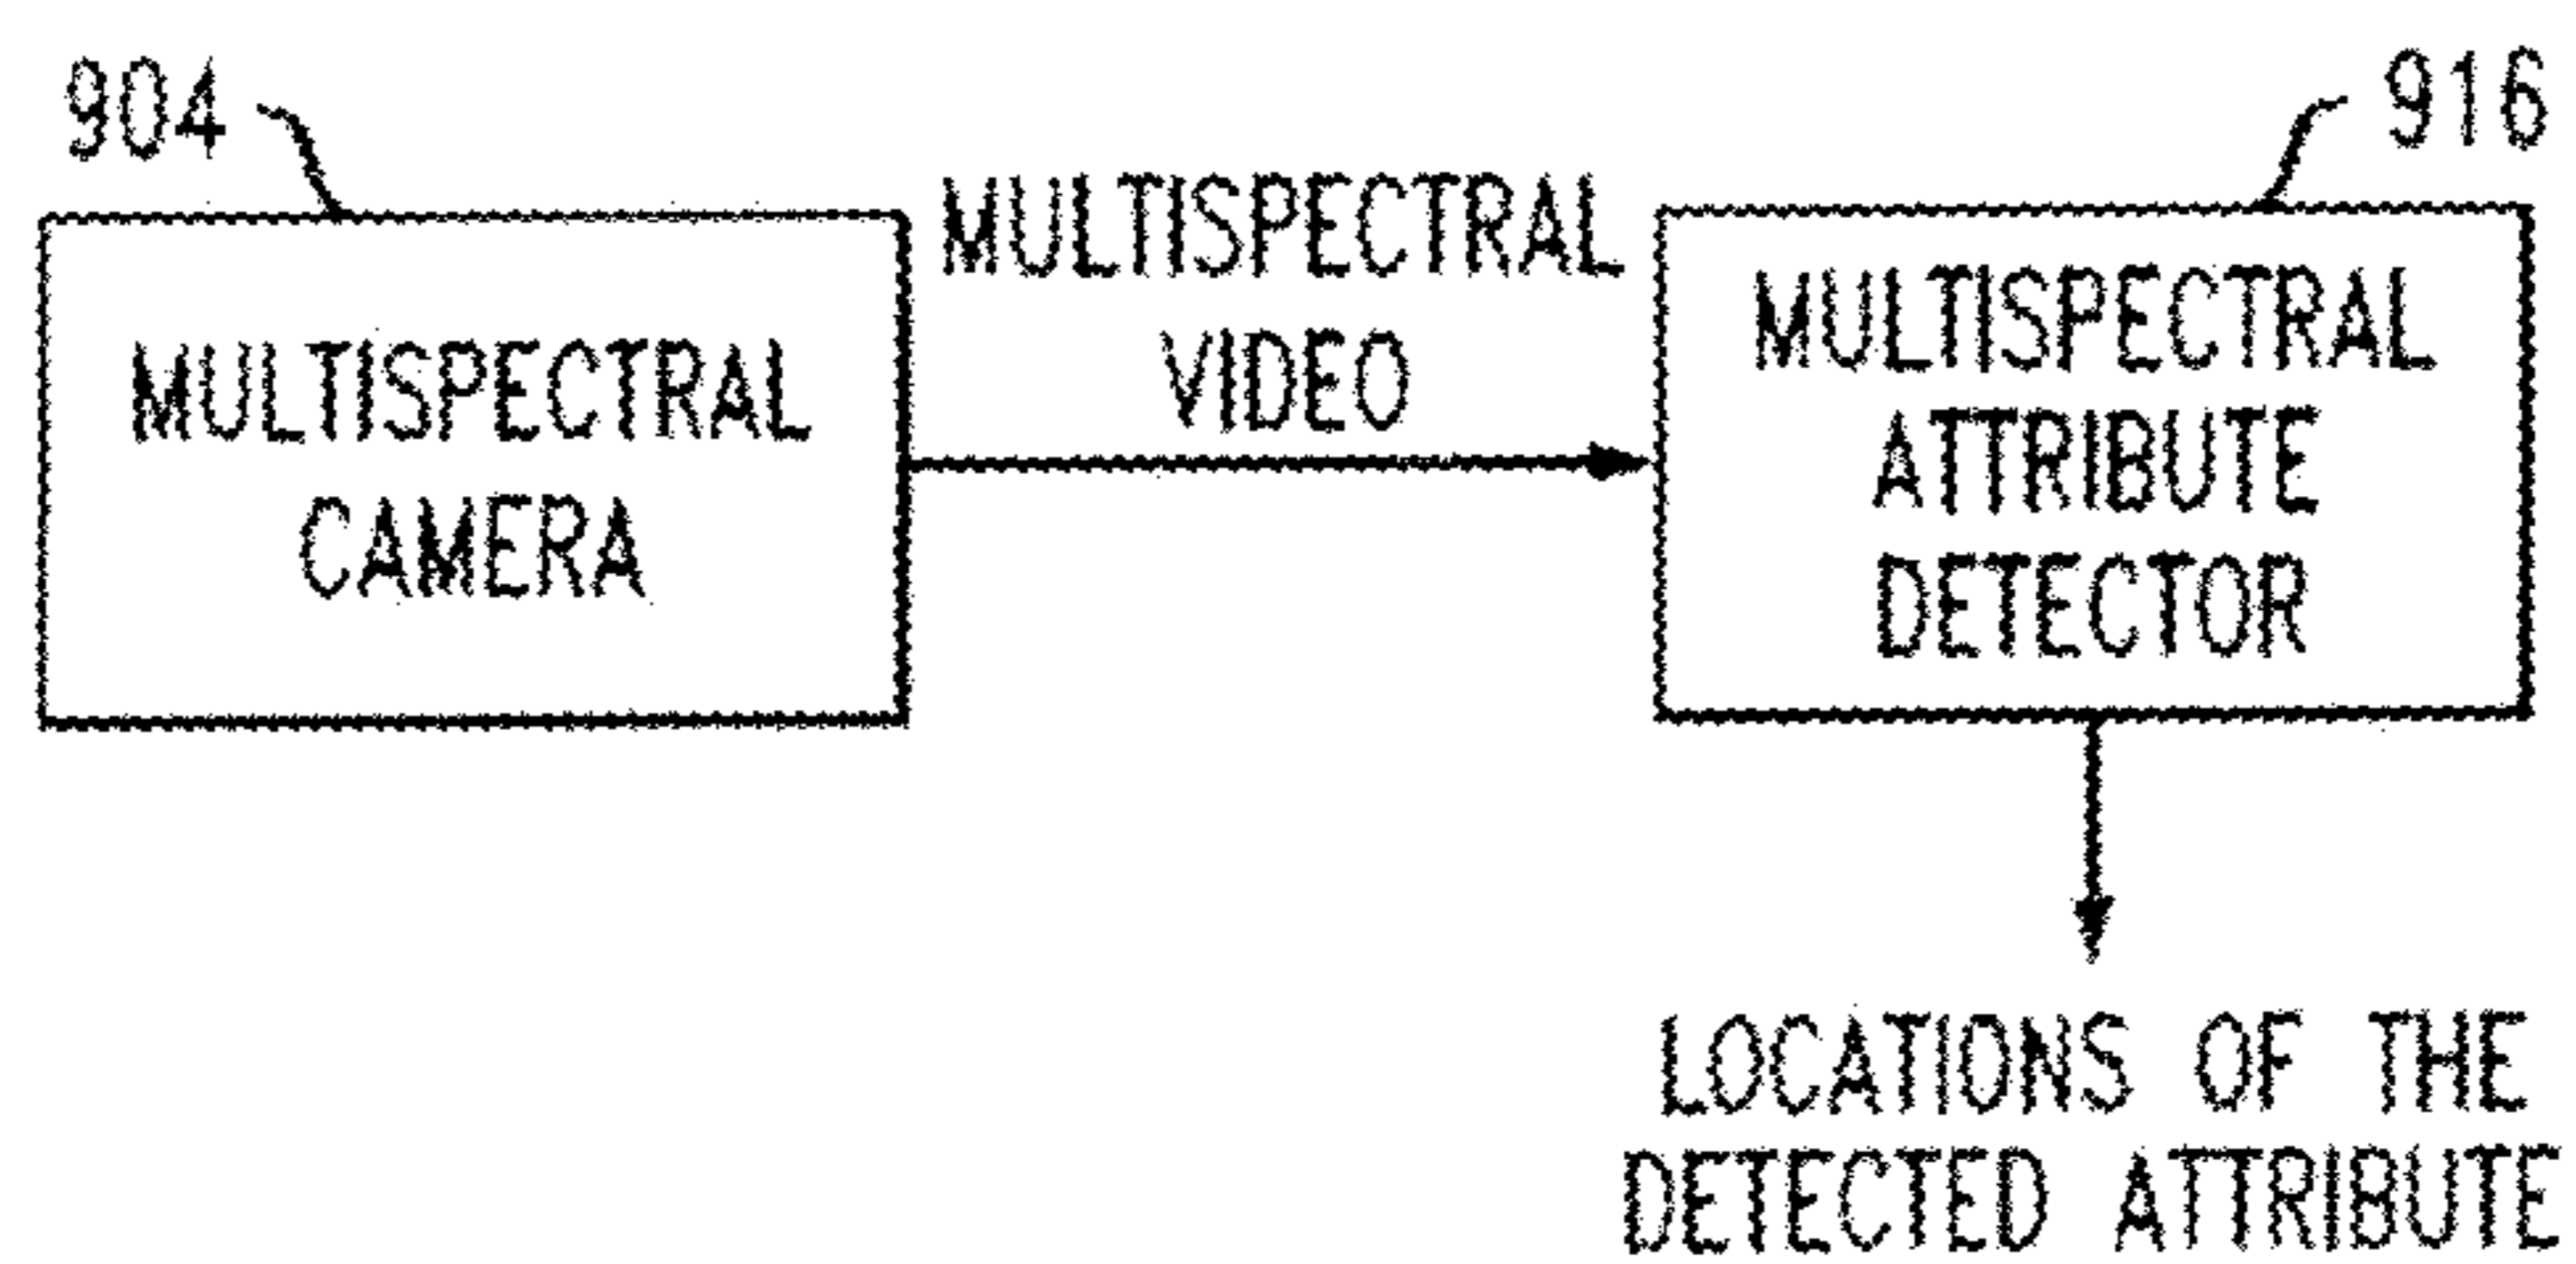 904
916
MULTISPECTRAL
CAMERA
MULTISPECTRAL
VIDEO
MULTISPECTRAL
ATTRIBUTE
DETECTOR
LOCATIONS OF THE
DETECTED ATTRIBUTE